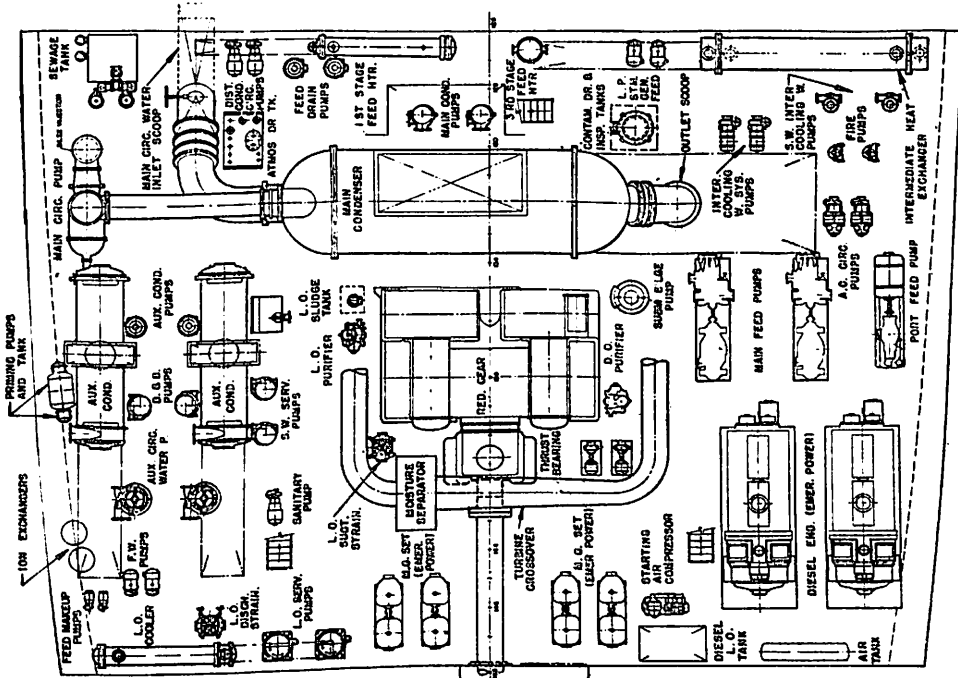 SEWAGE
TANK
MAIN CIRC. PUMP
MAIN CIRC. WATER
INLET SCOOP
DIST.
COND
CIRC.
PUMPS
ATMOS DR TK.
FEED
DRAIN
PUMPS
1 ST STAGE
FEED HTR.
MAIN COND.
PUMPS
3 RD STAGE
FEED HTR
CONTAM. DR. &
INSP. TANKS
L. P.
STM.
GEN.
FEED
OUTLET SCOOP
S.W. INTER-
COOLING W.
PUMPS
FIRE
PUMPS
INTERMEDIATE HEAT
EXCHANGER
INTER
COOLING
W. SYS.
PUMPS
MAIN
CONDENSER
PRIMING PUMPS
AND TANK
AUX.
COND.
D. G. B.
PUMPS
AUX. COND.
PUMPS
AUX.
COND.
S.W. SERV.
PUMPS
AUX CIRC.
WATER P.
L. O.
SLUDGE
TANK
L. O.
PURIFIER
RED. GEAR
D. O.
PURIFIER
MAIN FEED PUMPS
A.C. CIRC
PUMPS
PORT FEED PUMP
ION EXCHANGERS
F.W.
PUMPS
FEED MAKEUP
PUMPS
L.O.
COOLER
L.O.
DISCH.
STRAIN.
L.O. SERV.
PUMPS
SANITARY
PUMP
L.O.
SUCT.
STRAIN.
MOISTURE
SEPARATOR
M.G. SET
(EMER
POWER)
TURBINE
CROSSOVER
THRUST
BEARING
M. G. SET
(EMER POWER)
STARTING
AIR
COMPRESSOR
DIESEL
L. O.
TANK
DIESEL ENG. (EMER. POWER)
AIR
TANK